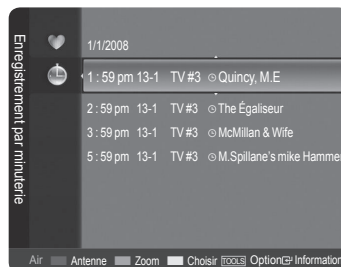 Enregistrement par minuterie
1/1/2008
1 : 59 pm 13-1 TV #3 Quincy, M.E
2 : 59 pm 13-1 TV #3 The Égaliseur
3 : 59 pm 13-1 TV #3 McMillan & Wife
5 : 59 pm 13-1 TV #3 M.Spillane's mike Hammer
Air Antenne Zoom Choisir TOOLS Option Information